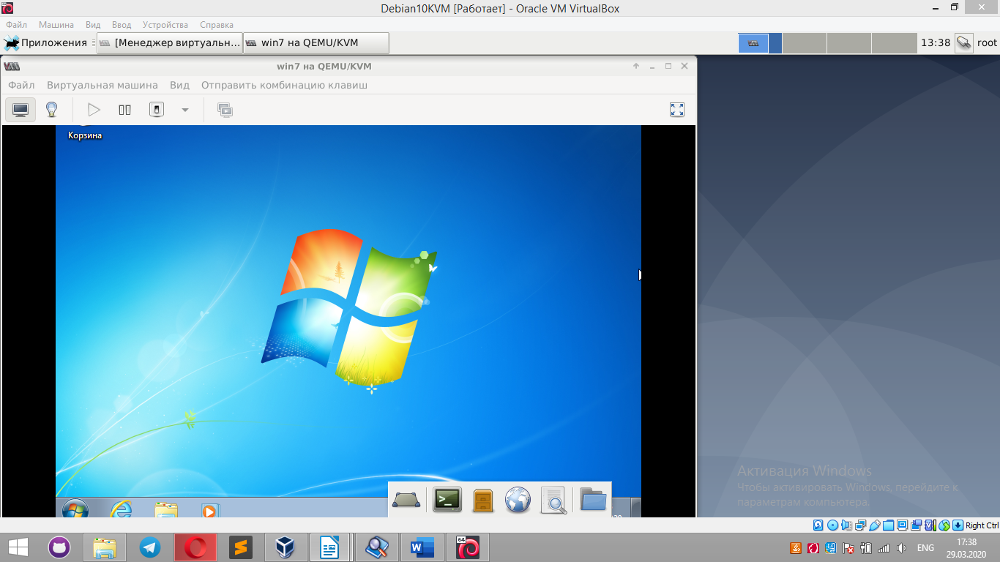 Debian10KVM [Работает] - Oracle VM VirtualBox
Файл Машина Вид Ввод Устройства Справка
Приложения [Менеджер виртуальн... win7 на QEMU/KVM 13:38 root
win7 на QEMU/KVM
Файл Виртуальная машина Вид Отправить комбинацию клавиш
Корзина
Активация Windows
Чтобы активировать Windows, перейдите к
параметрам компьютера.
Right Ctrl
64 64
ENG 17:38
29.03.2020